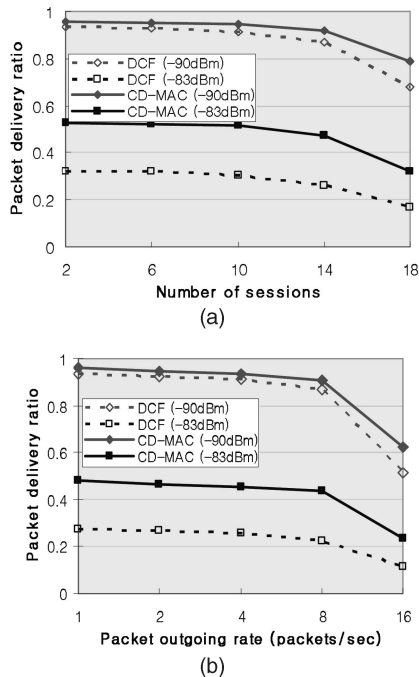 1
0.8
0.6
0.4
0.2
0
Packet delivery ratio
DCF (-90dBm)
DCF (-83dBm)
CD-MAC (-90dBm)
CD-MAC (-83dBm)
2 6 10 14 18
Number of sessions
(a)
1
0.8
0.6
0.4
0.2
0
Packet delivery ratio
DCF (-90dBm)
DCF (-83dBm)
CD-MAC (-90dBm)
CD-MAC (-83dBm)
1 2 4 8 16
Packet outgoing rate (packets/sec)
(b)